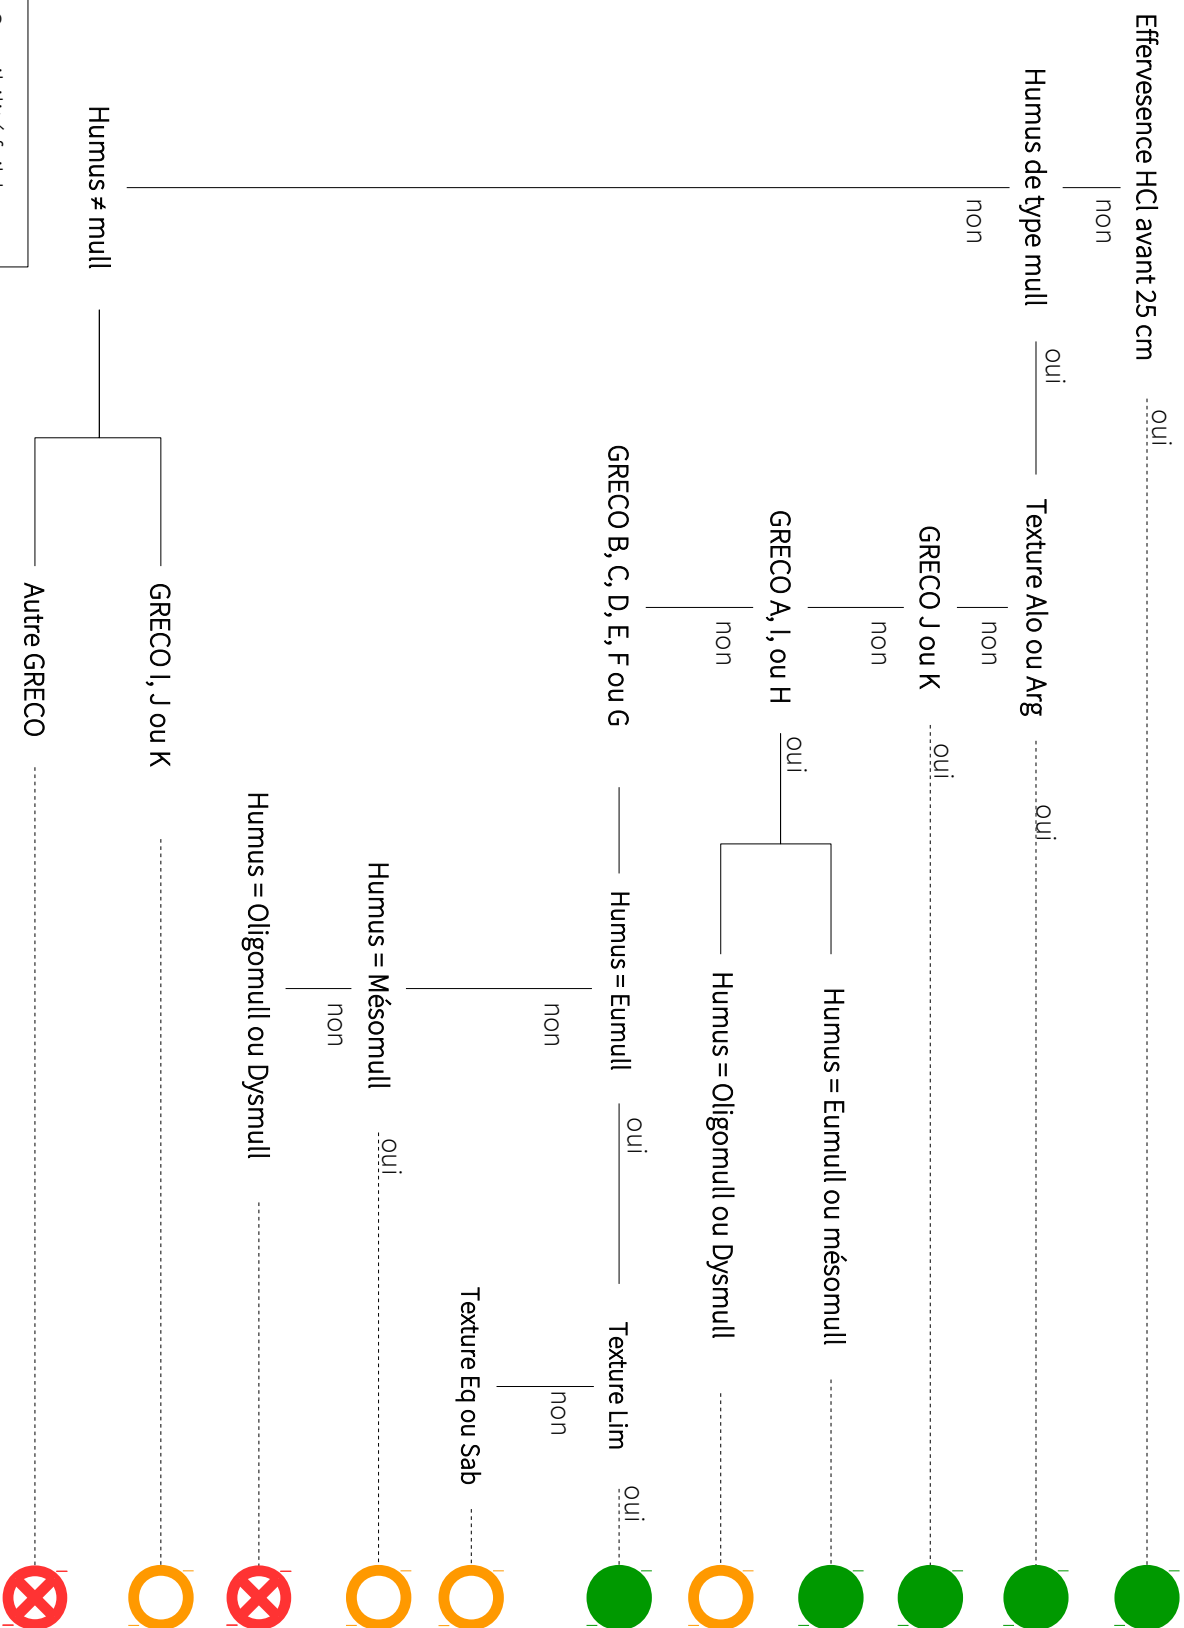 Effervesence HCl avant 25 cm
oui
non
Humus de type mull
oui
Texture Alo ou Arg
oui
non
GRECO J ou K
oui
non
GRECO A, I, ou H
oui
Humus = Eumull ou mésomull
Humus = Oligomull ou Dysmull
non
GRECO B, C, D, E, F ou G
Humus = Eumull
oui
Texture Lim
oui
non
Texture Eq ou Sab
non
Humus = Mésomull
oui
non
Humus = Oligomull ou Dysmull
non
Humus ≠ mull
GRECO I, J ou K
Autre GRECO